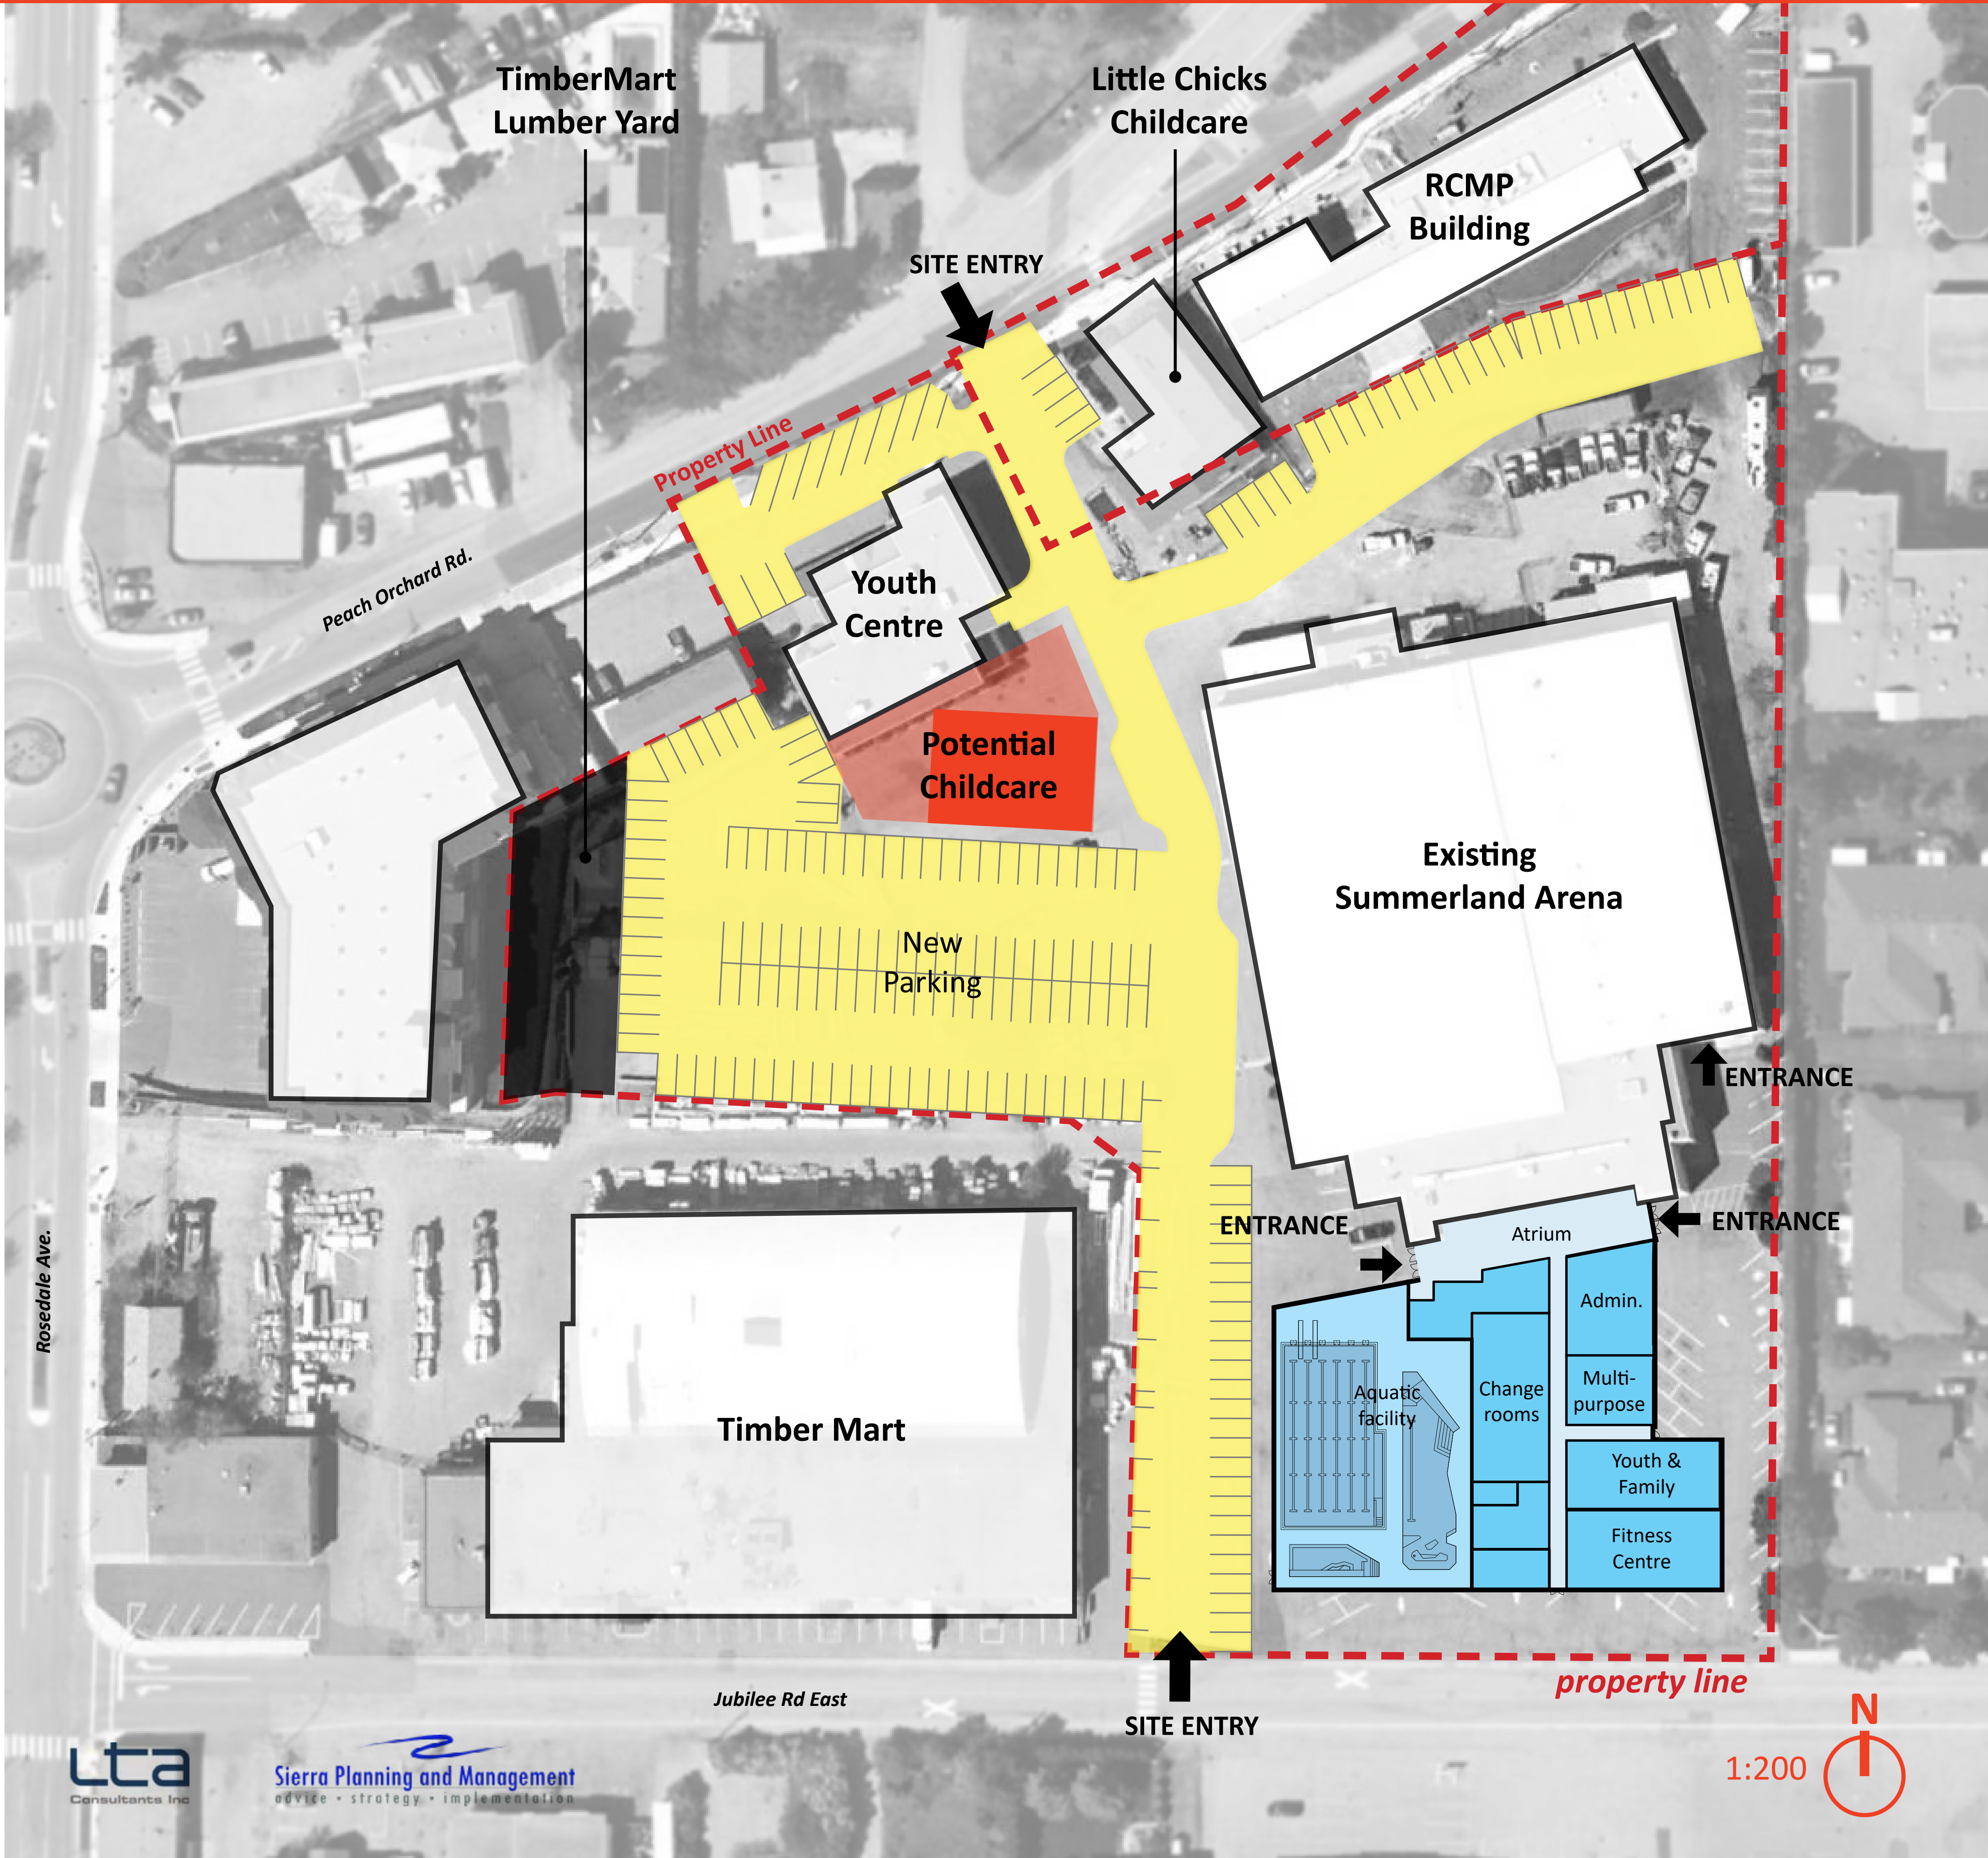 TimberMart
Lumber Yard
Little Chicks
Childcare
RCMP
Building
SITE ENTRY
Property Line
Peach Orchard Rd.
Youth
Centre
Potential
Childcare
Existing
Summerland Arena
New
Parking
ENTRANCE
ENTRANCE
ENTRANCE
Atrium
Admin.
Multi-
purpose
Change
rooms
Aquatic
facility
Youth &
Family
Fitness
Centre
Timber Mart
Rosedale Ave.
Jubilee Rd East
SITE ENTRY
property line
N
1:200
Lta
Consultants Inc
Sierra Planning and Management
advice • strategy • implementation